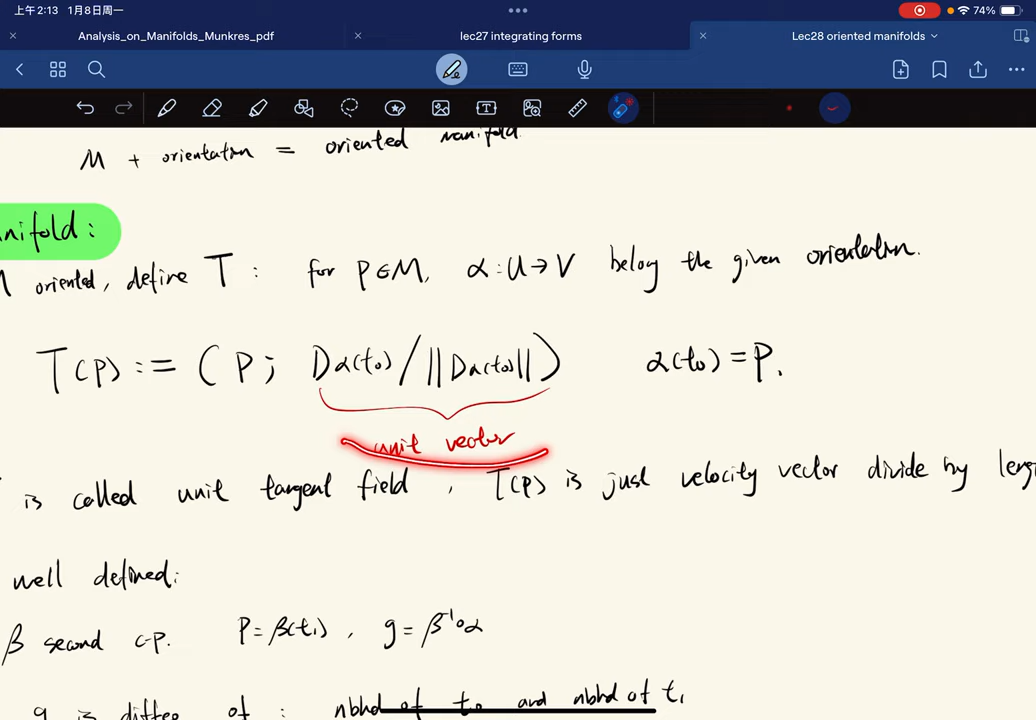 上午2:13 1月8日周一
74%
Analysis_on_Manifolds_Munkres_pdf
lec27 integrating forms
Lec28 oriented manifolds
M + orientation = oriented manifold.
nifold:
M oriented, define T : for p∈M, α:U→V belong the given orientation.
T(p) := (P; Dα(t₀)/||Dα(t₀)||) α(t₀)=P.
unit vector
is called unit tangent field, T(p) is just velocity vector divide by leng
well defined:
β second c-p. P=β(t₁), g=β⁻¹∘α
g is diffeo of : nbhd of t₀ and nbhd of t₁